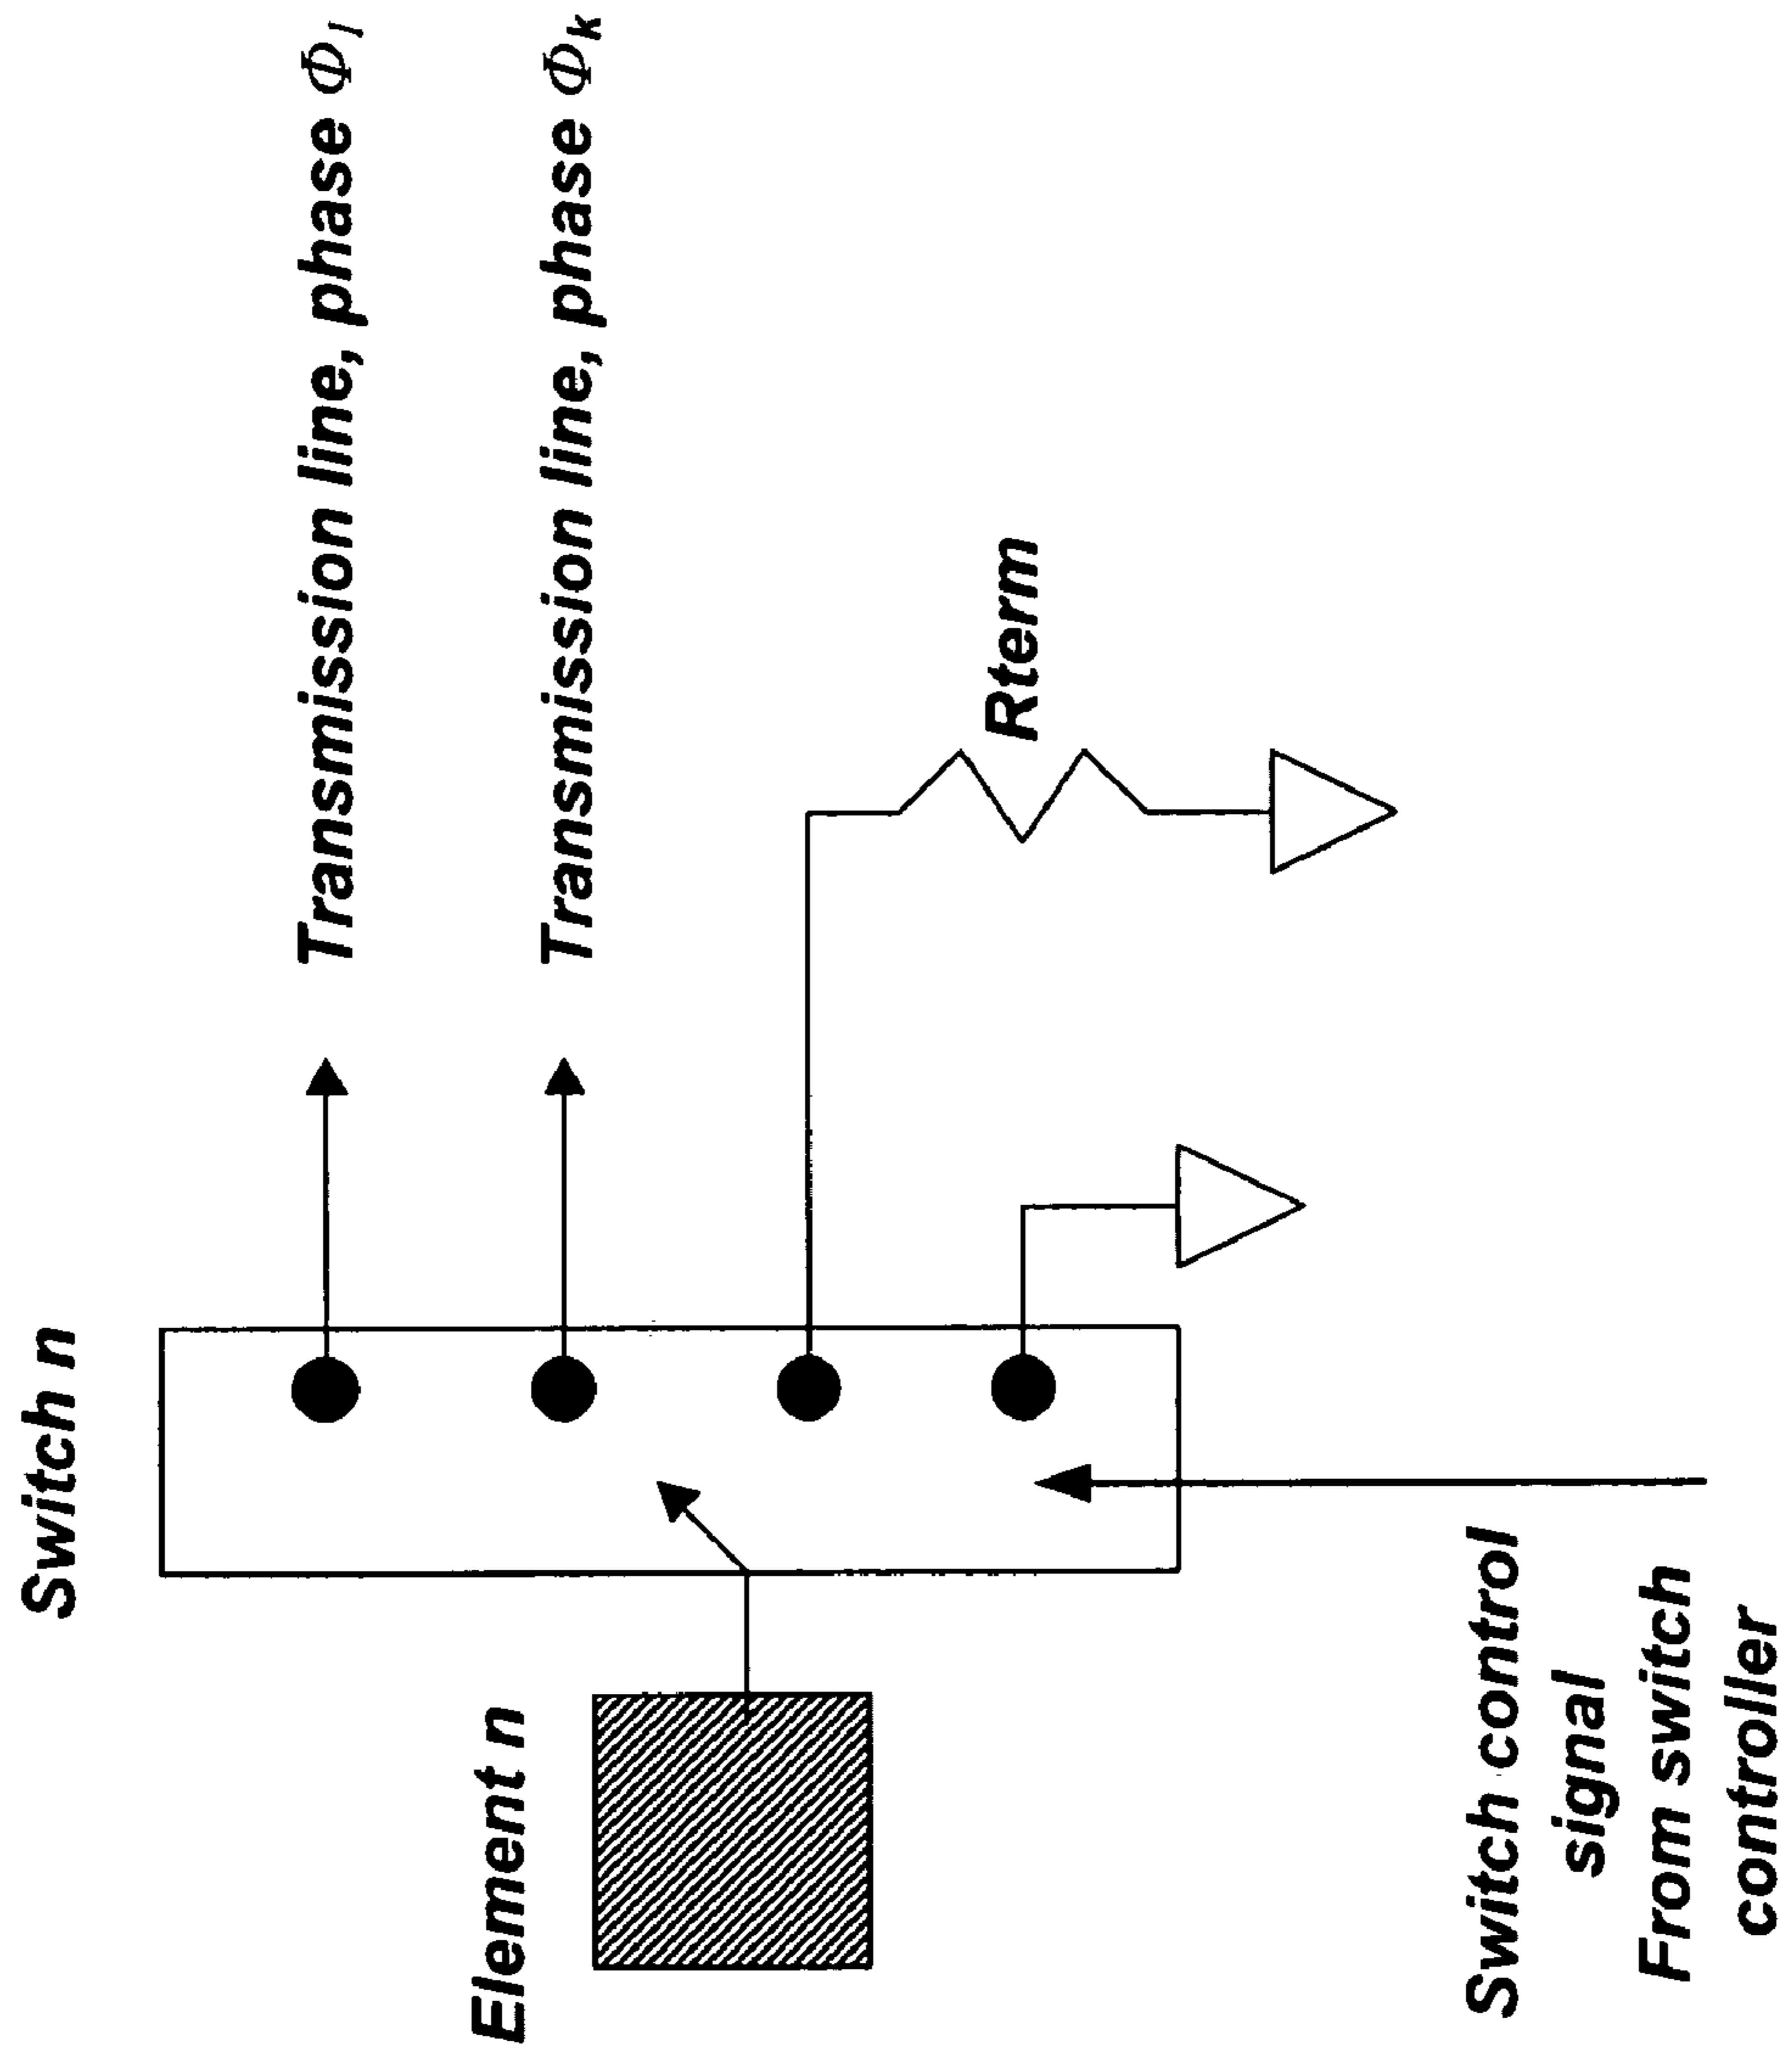 Switch n
Transmission line, phase Φl
Element n
Transmission line, phase Φk
Rterm
Switch control
signal
From switch
controller